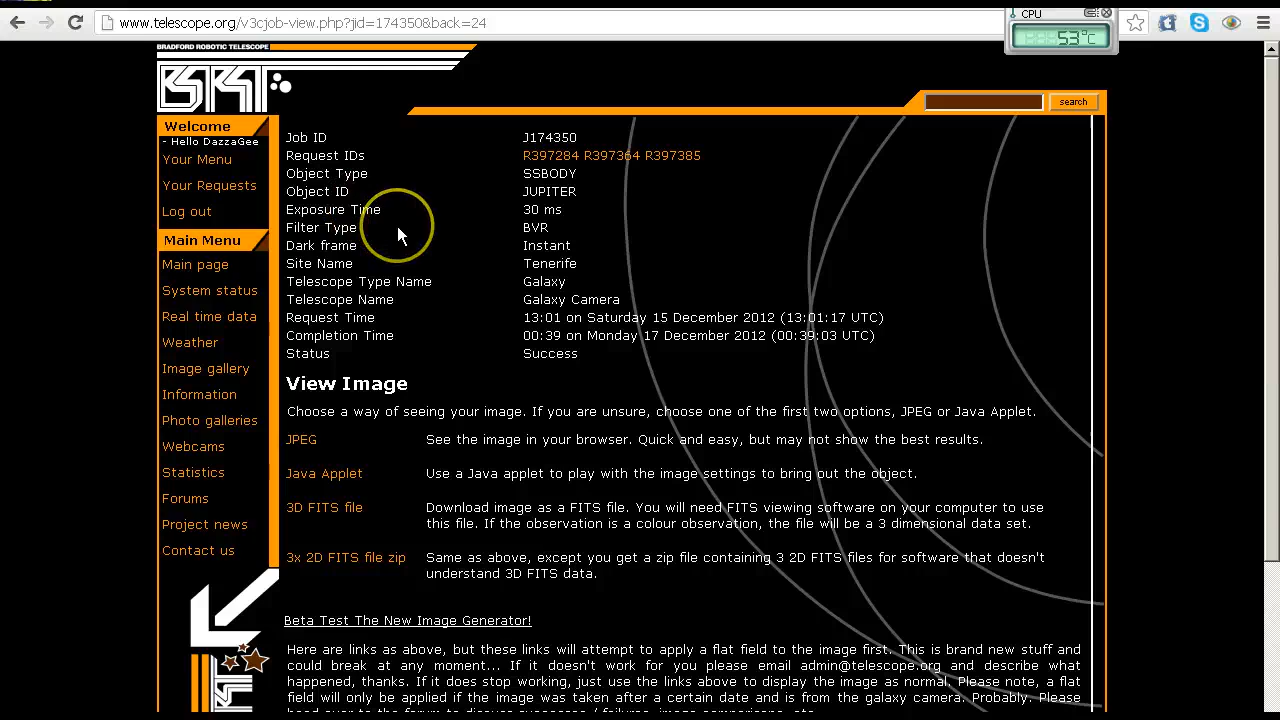 www.telescope.org/v3cjob-view.php?jid=174350&back=24
CPU
53°C
BRADFORD ROBOTIC TELESCOPE
BRT
search
Welcome
- Hello DazzaGee
Your Menu
Your Requests
Log out
Main Menu
Main page
System status
Real time data
Weather
Image gallery
Information
Photo galleries
Webcams
Statistics
Forums
Project news
Contact us
Job ID J174350
Request IDs R397284 R397364 R397385
Object Type SSBODY
Object ID JUPITER
Exposure Time 30 ms
Filter Type BVR
Dark frame Instant
Site Name Tenerife
Telescope Type Name Galaxy
Telescope Name Galaxy Camera
Request Time 13:01 on Saturday 15 December 2012 (13:01:17 UTC)
Completion Time 00:39 on Monday 17 December 2012 (00:39:03 UTC)
Status Success
View Image
Choose a way of seeing your image. If you are unsure, choose one of the first two options, JPEG or Java Applet.
JPEG See the image in your browser. Quick and easy, but may not show the best results.
Java Applet Use a Java applet to play with the image settings to bring out the object.
3D FITS file Download image as a FITS file. You will need FITS viewing software on your computer to use
this file. If the observation is a colour observation, the file will be a 3 dimensional data set.
3x 2D FITS file zip Same as above, except you get a zip file containing 3 2D FITS files for software that doesn't
understand 3D FITS data.
Beta Test The New Image Generator!
Here are links as above, but these links will attempt to apply a flat field to the image first. This is brand new stuff and
could break at any moment... If it doesn't work for you please email admin@telescope.org and describe what
happened, thanks. If it does stop working, just use the links above to display the image as normal. Please note, a flat
field will only be applied if the image was taken after a certain date and is from the galaxy camera. Probably. Please